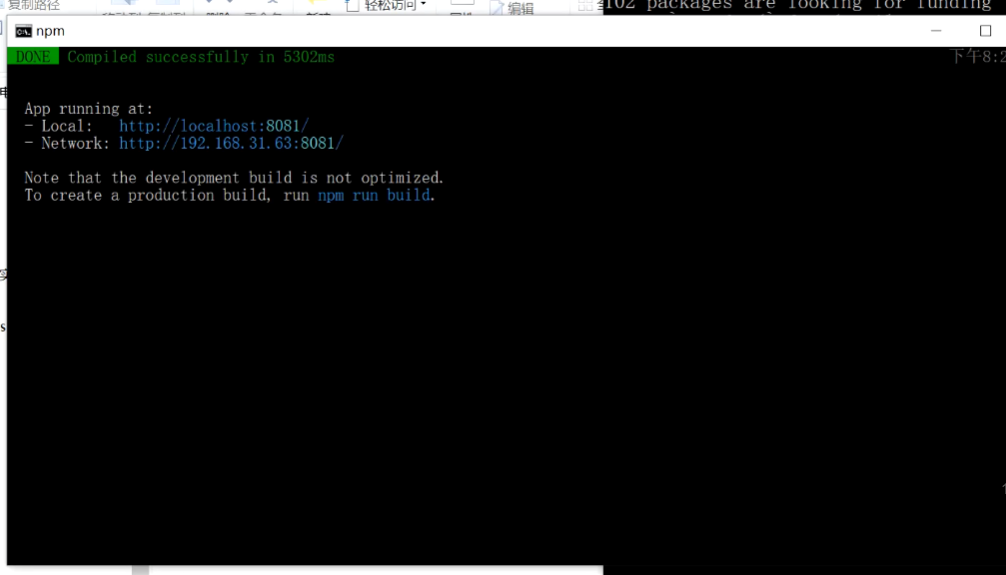 复制路径
轻松访问
编辑
102 packages are looking for funding
npm
DONE Compiled successfully in 5302ms
下午8:2
App running at:
- Local: http://localhost:8081/
- Network: http://192.168.31.63:8081/
Note that the development build is not optimized.
To create a production build, run npm run build.